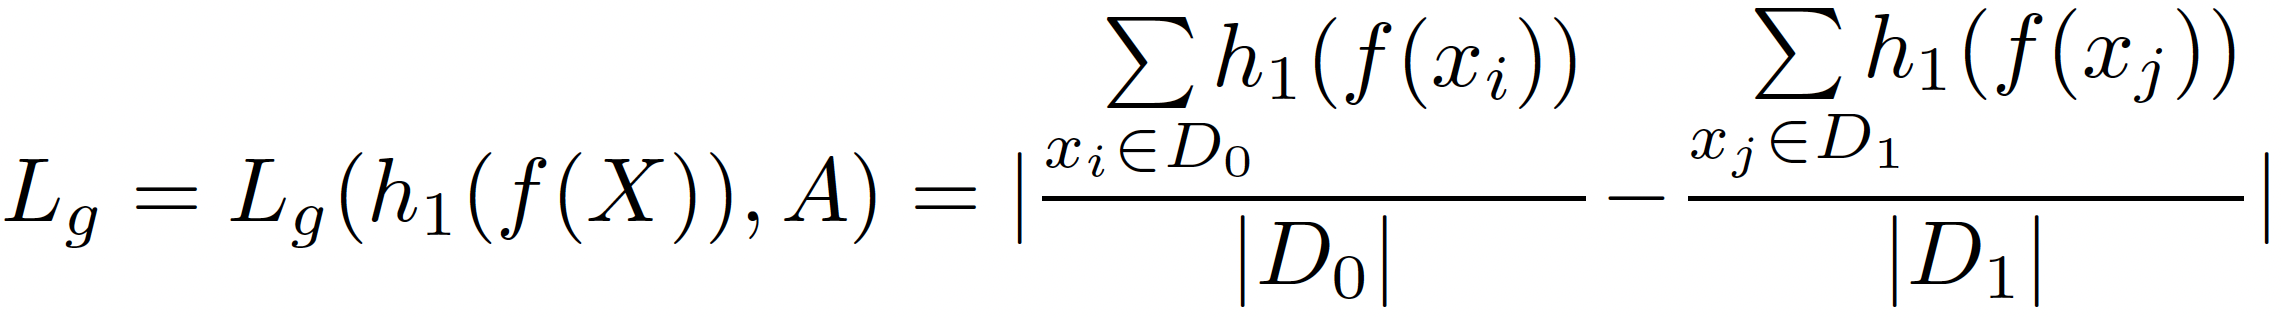 L_g = L_g(h_1(f(X)), A) = |\frac{\sum_{x_i \in D_0} h_1(f(x_i))}{|D_0|} - \frac{\sum_{x_j \in D_1} h_1(f(x_j))}{|D_1|}|